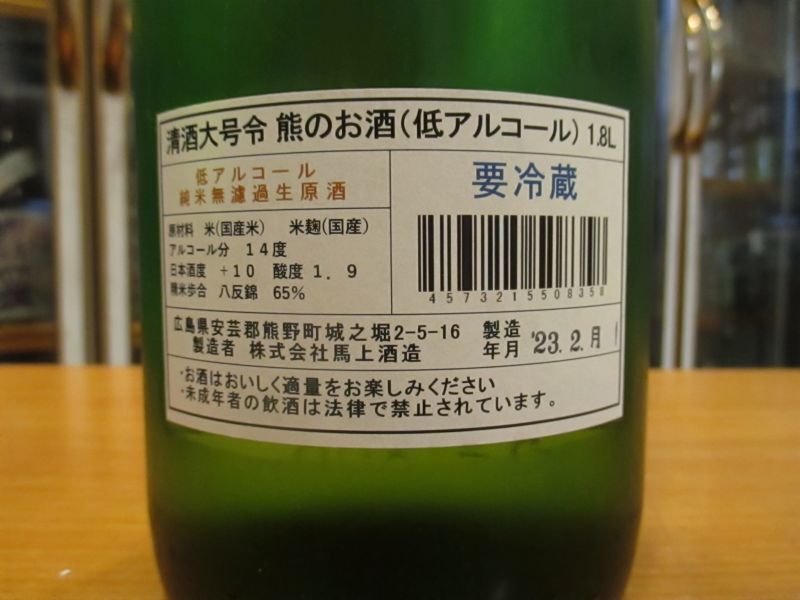 清酒大号令 熊のお酒(低アルコール) 1.8L
低アルコール
純米無濾過生原酒
要冷蔵
原材料 米(国産米) 米麹(国産)
アルコール分 14度
日本酒度 +10 酸度 1.9
精米歩合 八反錦 65%
4573215508358
広島県安芸郡熊野町城之堀2-5-16
製造者 株式会社馬上酒造
製造
年月 '23.2.月
・お酒はおいしく適量をお楽しみください
・未成年者の飲酒は法律で禁止されています。